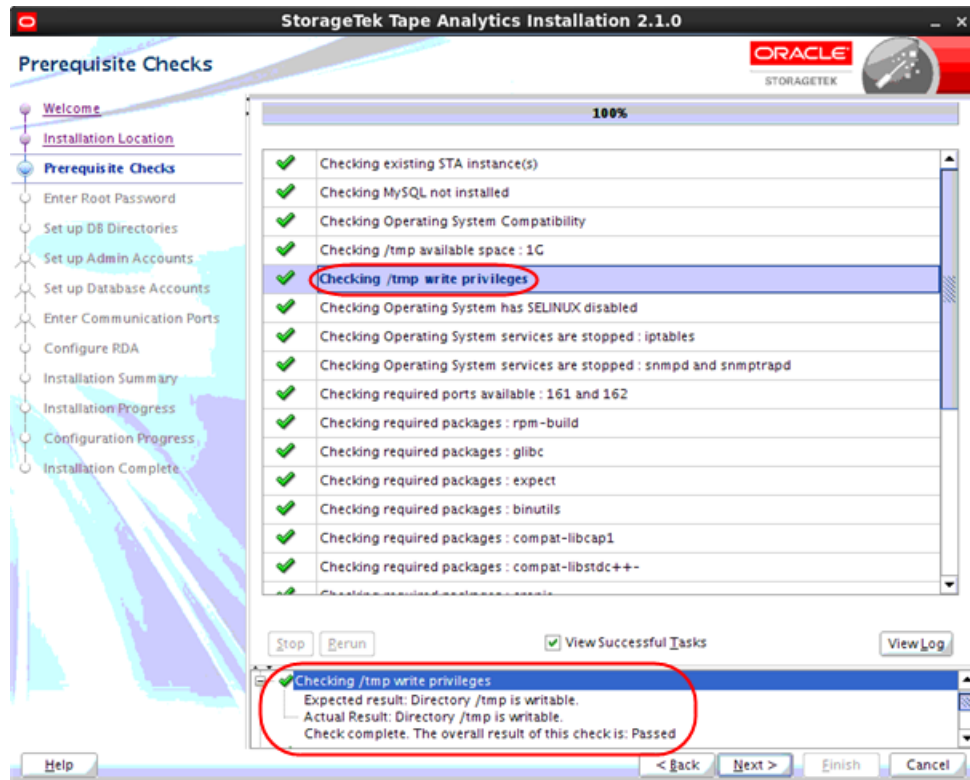 StorageTek Tape Analytics Installation 2.1.0
Prerequisite Checks
ORACLE
STORAGETEK
Welcome
Installation Location
Prerequisite Checks
Enter Root Password
Set up DB Directories
Set up Admin Accounts
Set up Database Accounts
Enter Communication Ports
Configure RDA
Installation Summary
Installation Progress
Configuration Progress
Installation Complete
100%
Checking existing STA instance(s)
Checking MySQL not installed
Checking Operating System Compatibility
Checking /tmp available space : 1G
Checking /tmp write privileges
Checking Operating System has SELINUX disabled
Checking Operating System services are stopped : iptables
Checking Operating System services are stopped : snmpd and snmptrapd
Checking required ports available : 161 and 162
Checking required packages : rpm-build
Checking required packages : glibc
Checking required packages : expect
Checking required packages : binutils
Checking required packages : compat-libcap1
Checking required packages : compat-libstdc++-
Stop Rerun View Successful Tasks View Log
Checking /tmp write privileges
Expected result: Directory /tmp is writable.
Actual Result: Directory /tmp is writable.
Check complete. The overall result of this check is: Passed
Help < Back Next > Finish Cancel